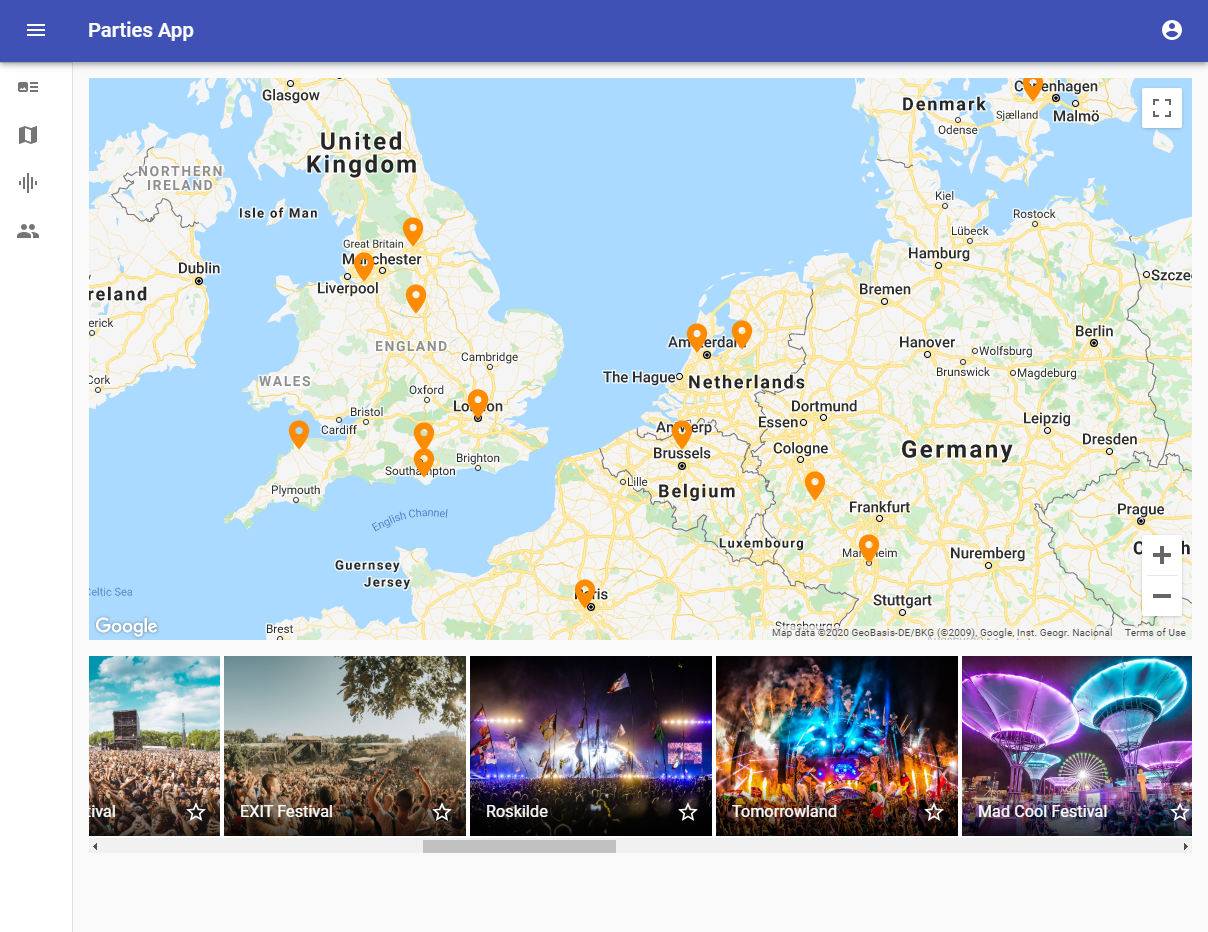 Parties App
Glasgow
United
Kingdom
NORTHERN
IRELAND
Isle of Man
Great Britain
Manchester
Dublin
Liverpool
reland
erick
ENGLAND
Cambridge
Cork
WALES
Oxford
London
Bristol
Cardiff
Brighton
Southampton
Plymouth
English Channel
Guernsey
Jersey
Celtic Sea
Brest
Paris
Copenhagen
Denmark
Sjælland
Malmö
Odense
Kiel
Rostock
Lübeck
Hamburg
Szcze
Bremen
Berlin
Hanover
Wolfsburg
Amsterdam
Brunswick
Magdeburg
The Hague
Netherlands
Dortmund
Leipzig
Essen
Antwerp
Dresden
Brussels
Cologne
Germany
Lille
Belgium
Frankfurt
Prague
Luxembourg
Mannheim
Nuremberg
Stuttgart
Strasbourg
Google
Map data ©2020 GeoBasis-DE/BKG (©2009), Google, Inst. Geogr. Nacional
Terms of Use
tival
EXIT Festival
Roskilde
Tomorrowland
Mad Cool Festival